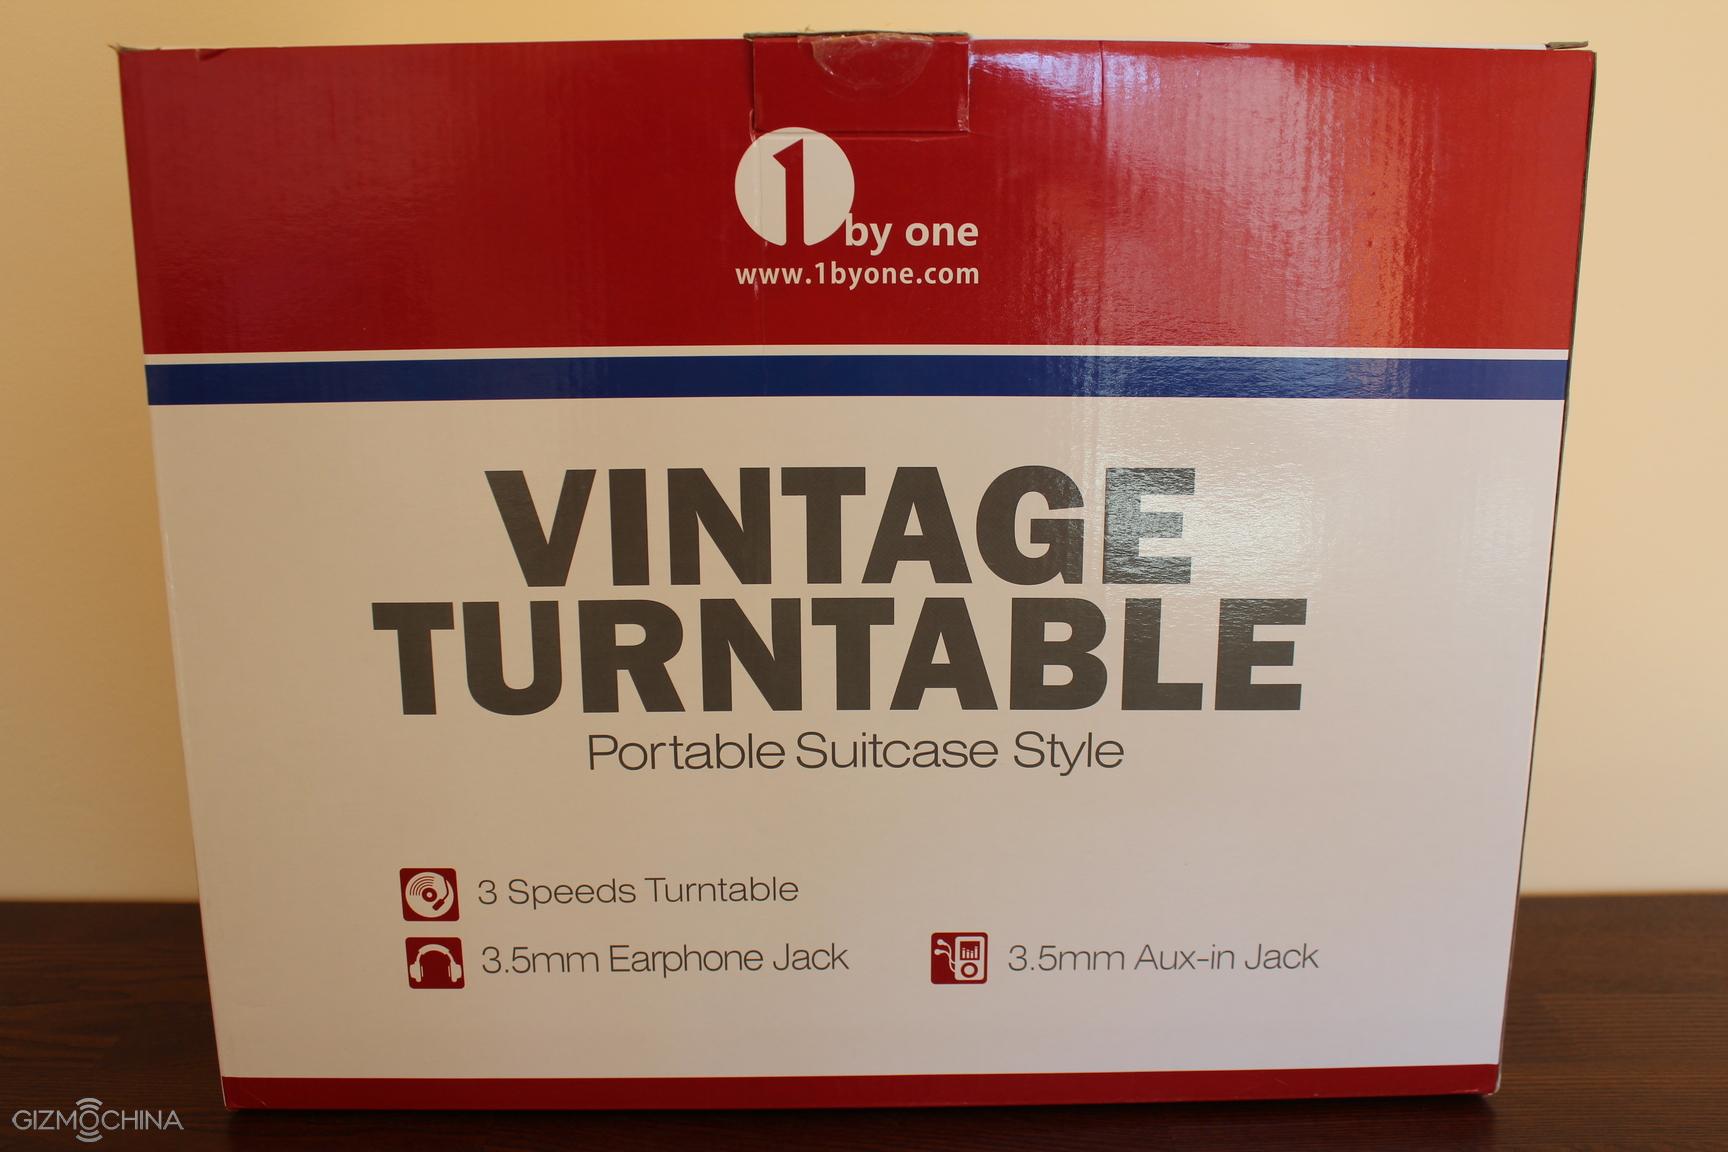 1 by one
www.1byone.com
VINTAGE
TURNTABLE
Portable Suitcase Style
3 Speeds Turntable
3.5mm Earphone Jack
3.5mm Aux-in Jack
GIZMOCHINA